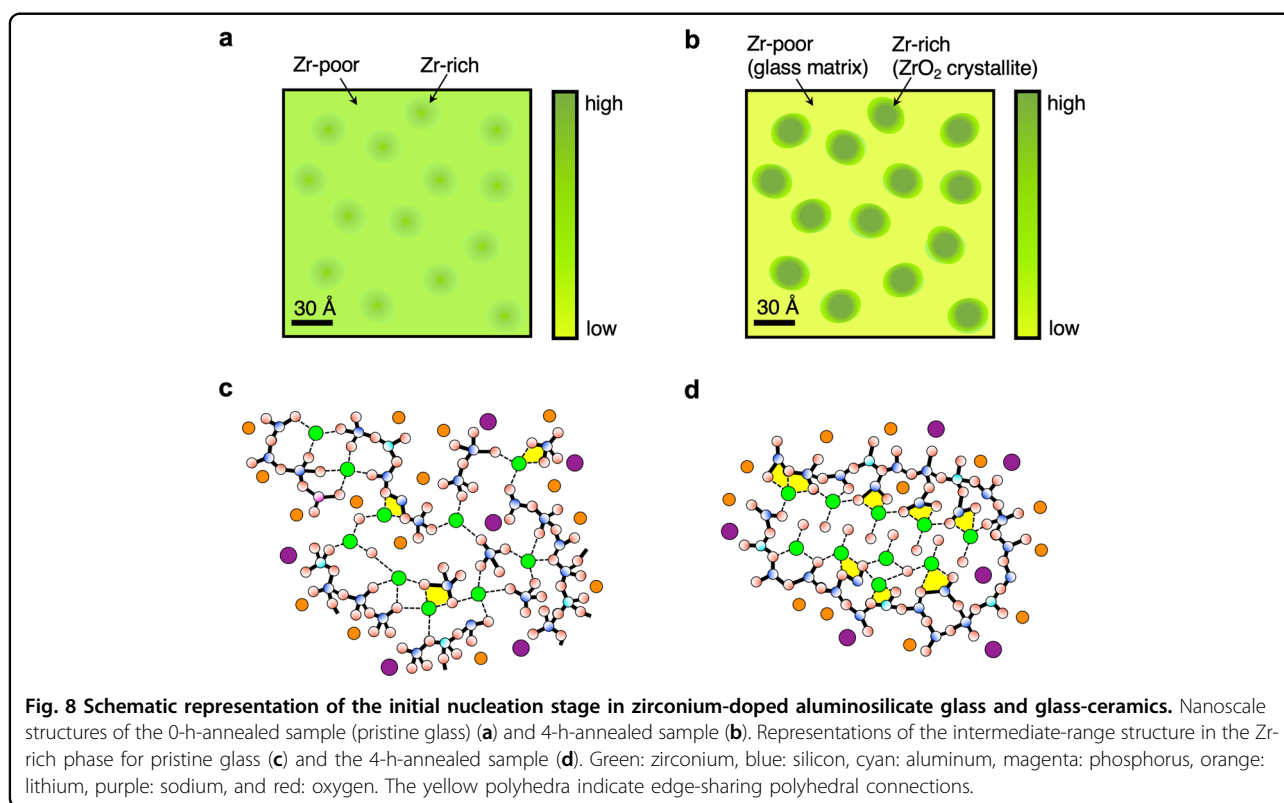 a
Zr-poor
Zr-rich
high
low
30 Å
b
Zr-poor
(glass matrix)
Zr-rich
(ZrO₂ crystallite)
high
low
30 Å
c
d
Fig. 8 Schematic representation of the initial nucleation stage in zirconium-doped aluminosilicate glass and glass-ceramics. Nanoscale
structures of the 0-h-annealed sample (pristine glass) (a) and 4-h-annealed sample (b). Representations of the intermediate-range structure in the Zr-
rich phase for pristine glass (c) and the 4-h-annealed sample (d). Green: zirconium, blue: silicon, cyan: aluminum, magenta: phosphorus, orange:
lithium, purple: sodium, and red: oxygen. The yellow polyhedra indicate edge-sharing polyhedral connections.